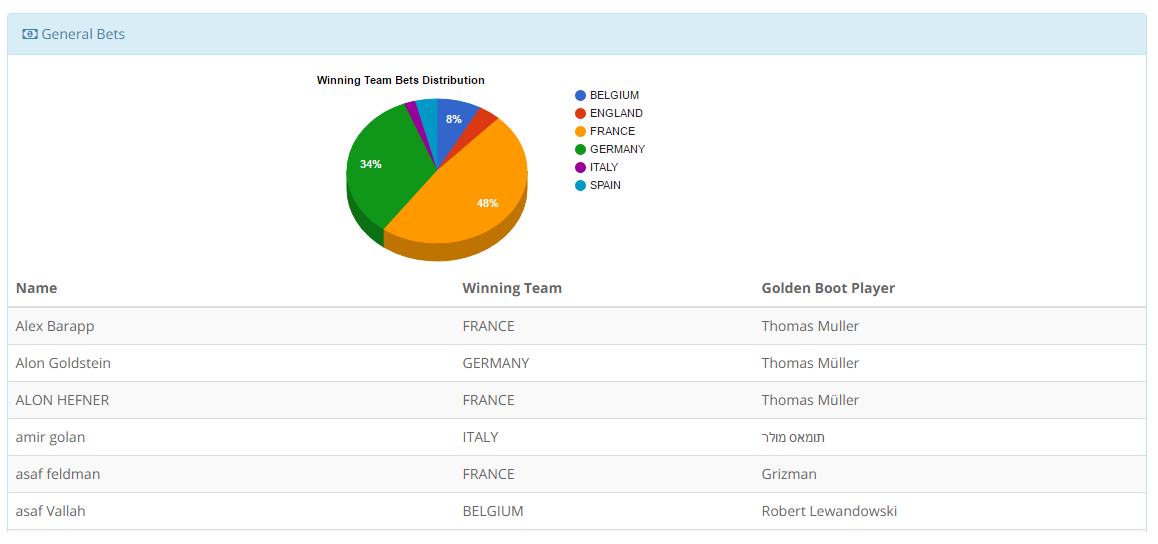 General Bets
Winning Team Bets Distribution
BELGIUM
ENGLAND
FRANCE
GERMANY
ITALY
SPAIN
8%
34%
48%
Name Winning Team Golden Boot Player
Alex Barapp FRANCE Thomas Muller
Alon Goldstein GERMANY Thomas Müller
ALON HEFNER FRANCE Thomas Müller
amir golan ITALY תומאס מולר
asaf feldman FRANCE Grizman
asaf Vallah BELGIUM Robert Lewandowski